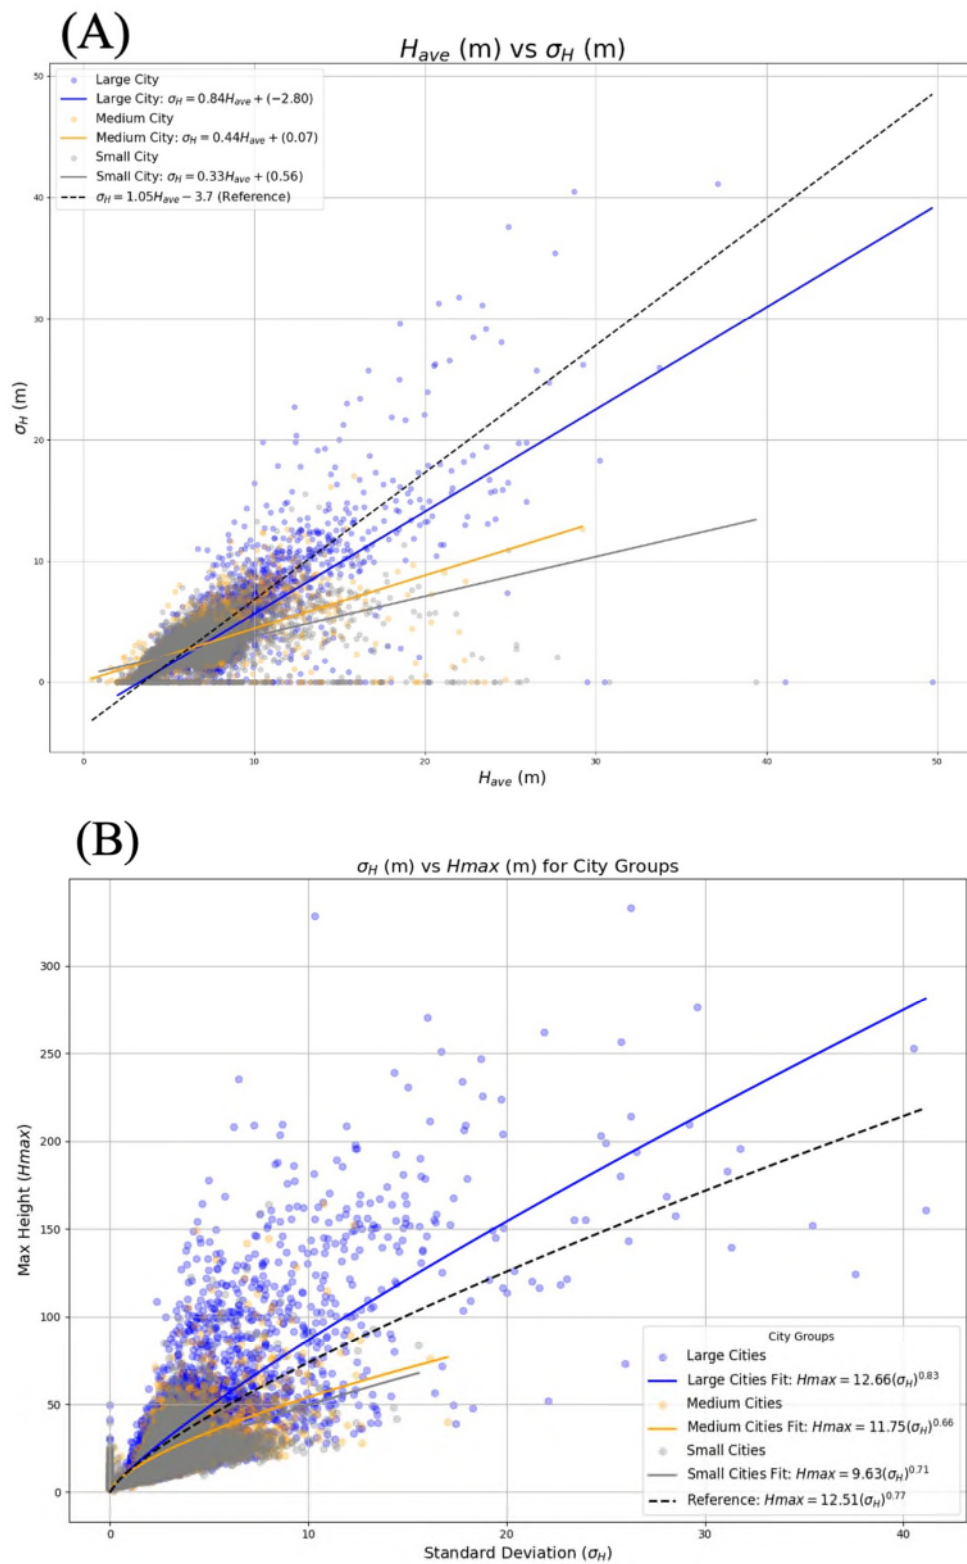 (A)
H_ave (m) vs σ_H (m)
Large City
Large City: σ_H = 0.84H_ave + (−2.80)
Medium City
Medium City: σ_H = 0.44H_ave + (0.07)
Small City
Small City: σ_H = 0.33H_ave + (0.56)
σ_H = 1.05H_ave − 3.7 (Reference)
50
40
30
20
10
0
σ_H (m)
0 10 20 30 40 50
H_ave (m)
(B)
σ_H (m) vs Hmax (m) for City Groups
300
250
200
150
100
50
0
Max Height (Hmax)
City Groups
Large Cities
Large Cities Fit: Hmax = 12.66(σ_H)^0.83
Medium Cities
Medium Cities Fit: Hmax = 11.75(σ_H)^0.66
Small Cities
Small Cities Fit: Hmax = 9.63(σ_H)^0.71
Reference: Hmax = 12.51(σ_H)^0.77
0 10 20 30 40
Standard Deviation (σ_H)